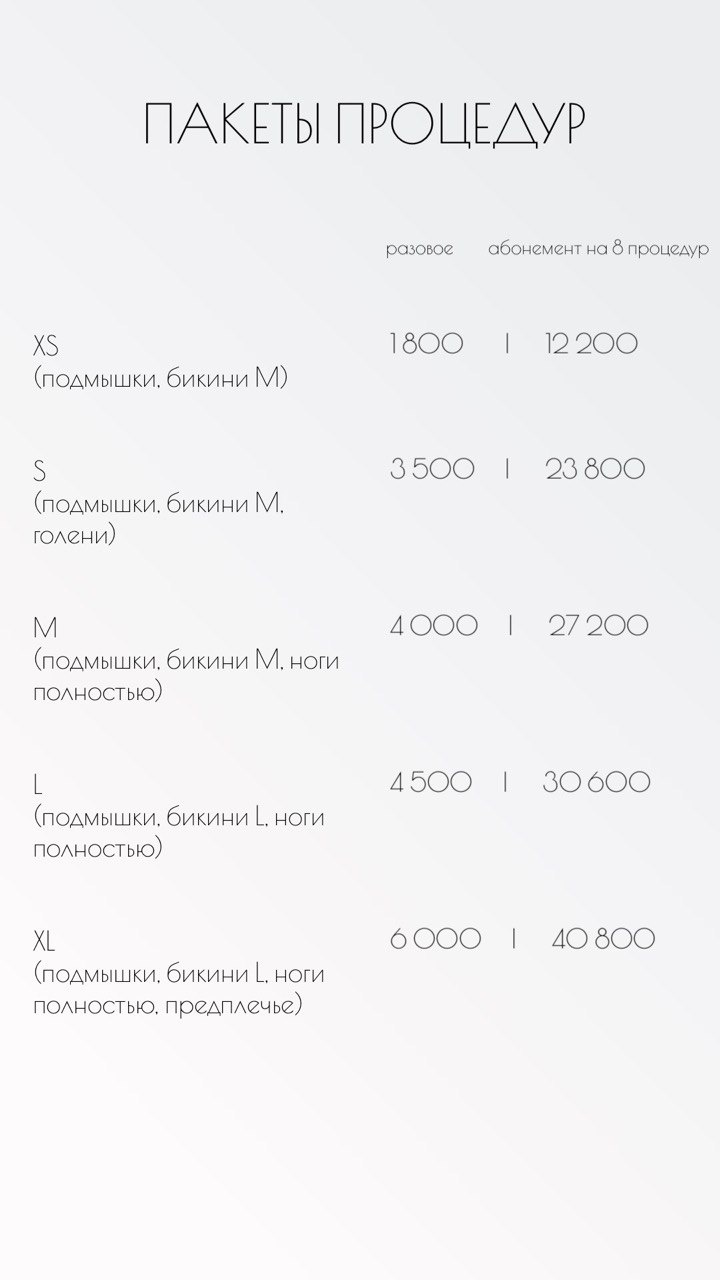 ПАКЕТЫ ПРОЦЕДУР
разовое абонемент на 8 процедур
XS 1 800 | 12 200
(подмышки, бикини М)
S 3 500 | 23 800
(подмышки, бикини М,
голени)
M 4 000 | 27 200
(подмышки, бикини М, ноги
полностью)
L 4 500 | 30 600
(подмышки, бикини L, ноги
полностью)
XL 6 000 | 40 800
(подмышки, бикини L, ноги
полностью, предплечье)